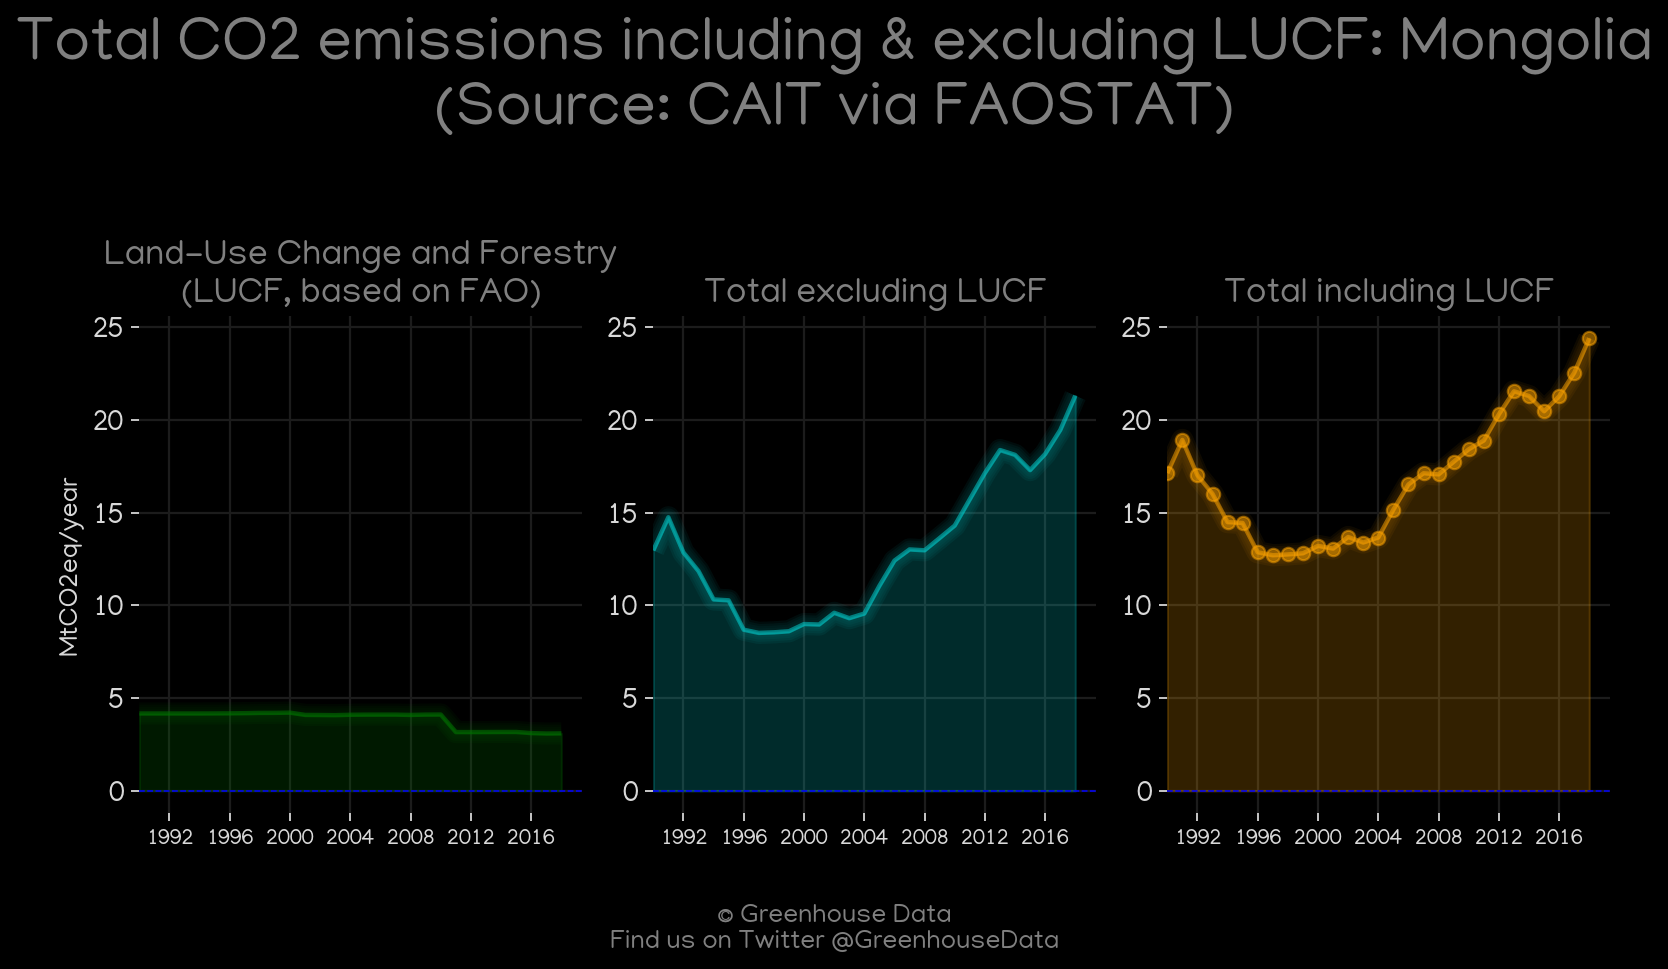 Total CO2 emissions including & excluding LUCF: Mongolia
(Source: CAIT via FAOSTAT)
Land-Use Change and Forestry
(LUCF, based on FAO)
Total excluding LUCF
Total including LUCF
MtCO2eq/year
25
20
15
10
5
0
1992 1996 2000 2004 2008 2012 2016
25
20
15
10
5
0
1992 1996 2000 2004 2008 2012 2016
25
20
15
10
5
0
1992 1996 2000 2004 2008 2012 2016
© Greenhouse Data
Find us on Twitter @GreenhouseData